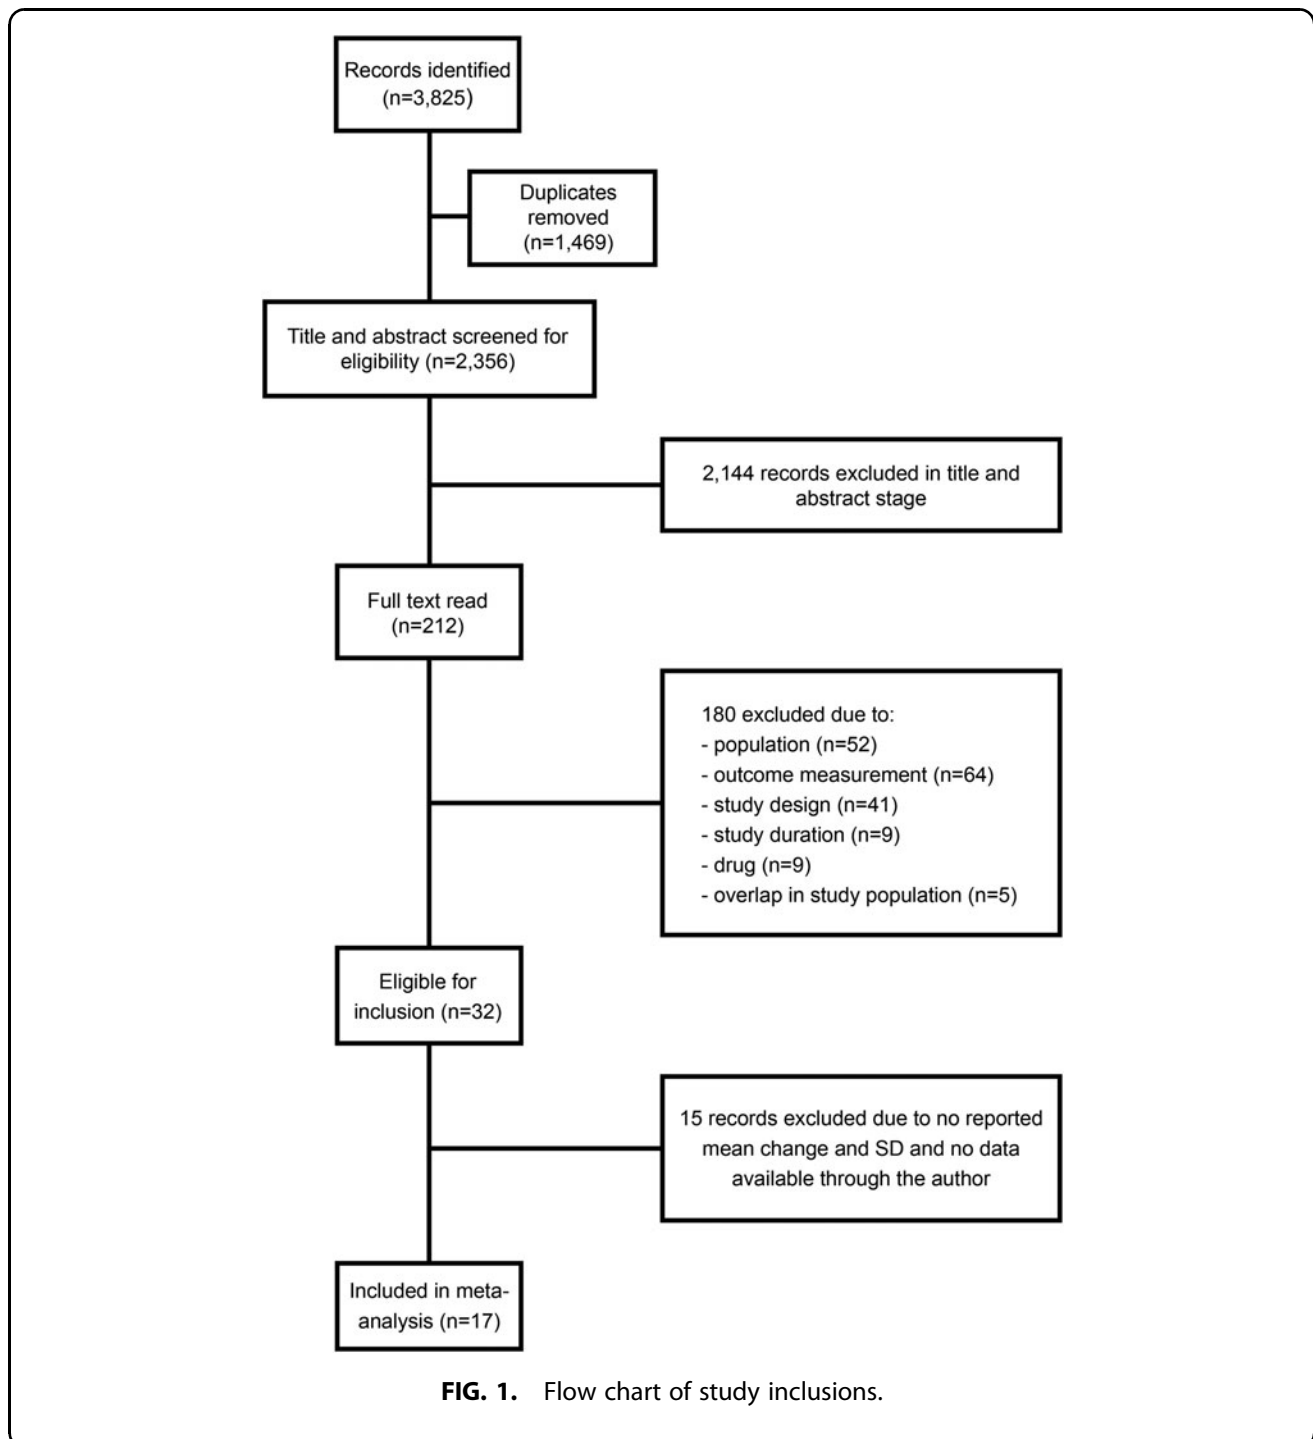 Records identified
(n=3,825)
Duplicates
removed
(n=1,469)
Title and abstract screened for
eligibility (n=2,356)
2,144 records excluded in title and
abstract stage
Full text read
(n=212)
180 excluded due to:
- population (n=52)
- outcome measurement (n=64)
- study design (n=41)
- study duration (n=9)
- drug (n=9)
- overlap in study population (n=5)
Eligible for
inclusion (n=32)
15 records excluded due to no reported
mean change and SD and no data
available through the author
Included in meta-
analysis (n=17)
FIG. 1. Flow chart of study inclusions.